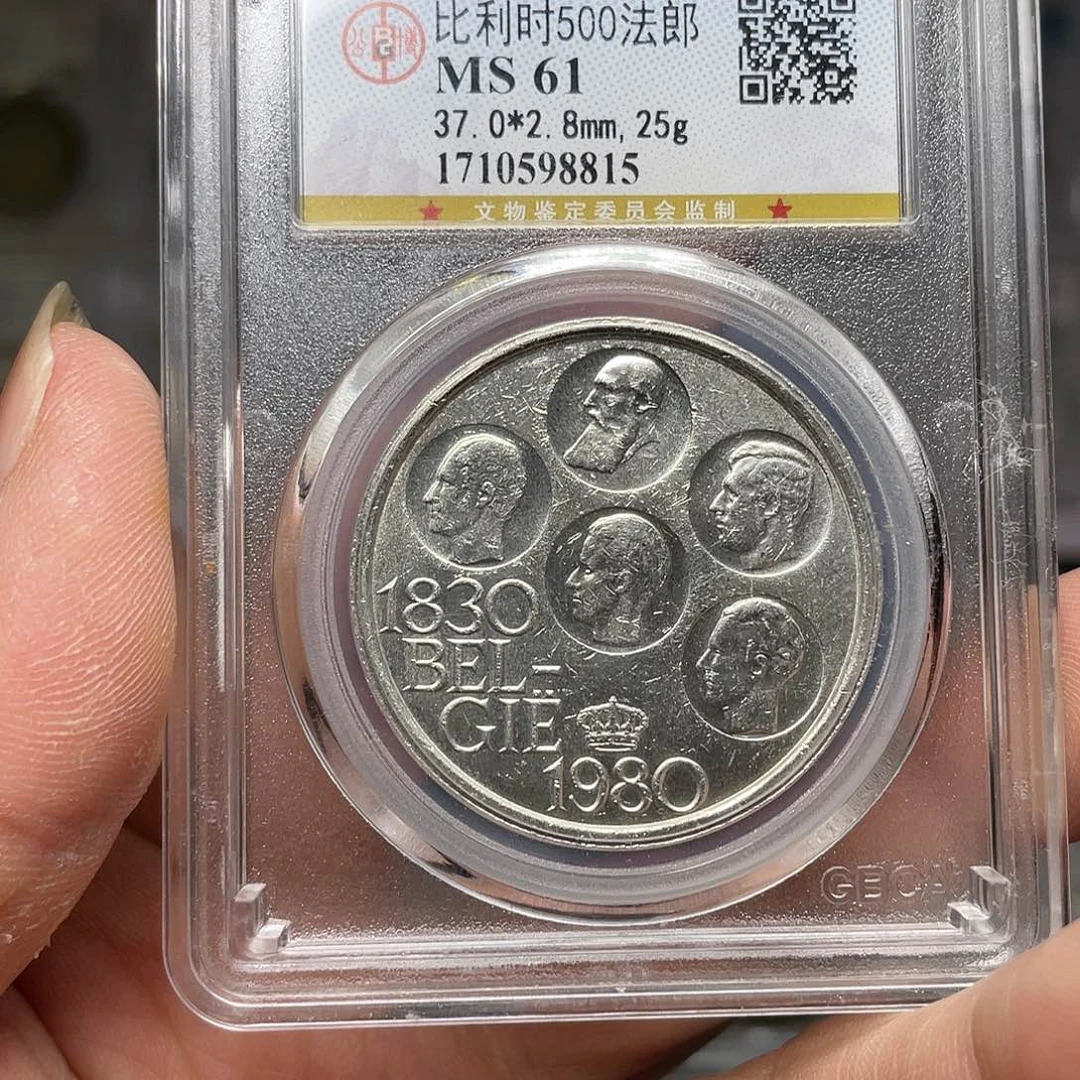 比利时500法郎
MS 61
37.0*2.8mm, 25g
1710598815
★ 文物鉴定委员会监制 ★
1830
BEL-
GIË
1980